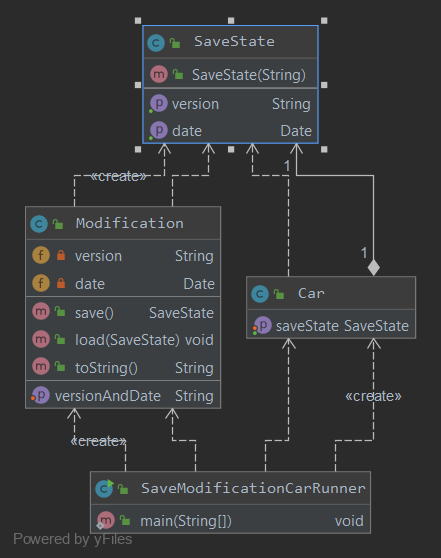 SaveState
SaveState(String)
version String
date Date
«create»
1
1
Modification
version String
date Date
save() SaveState
load(SaveState) void
toString() String
versionAndDate String
Car
saveState SaveState
«create»
«create»
SaveModificationCarRunner
main(String[]) void
Powered by yFiles